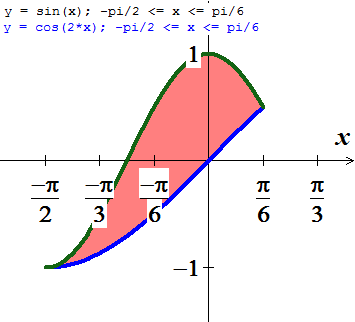 y = sin(x); -pi/2 <= x <= pi/6
y = cos(2*x); -pi/2 <= x <= pi/6
1
x
−π/2 −π/3 −π/6 π/6 π/3
−1